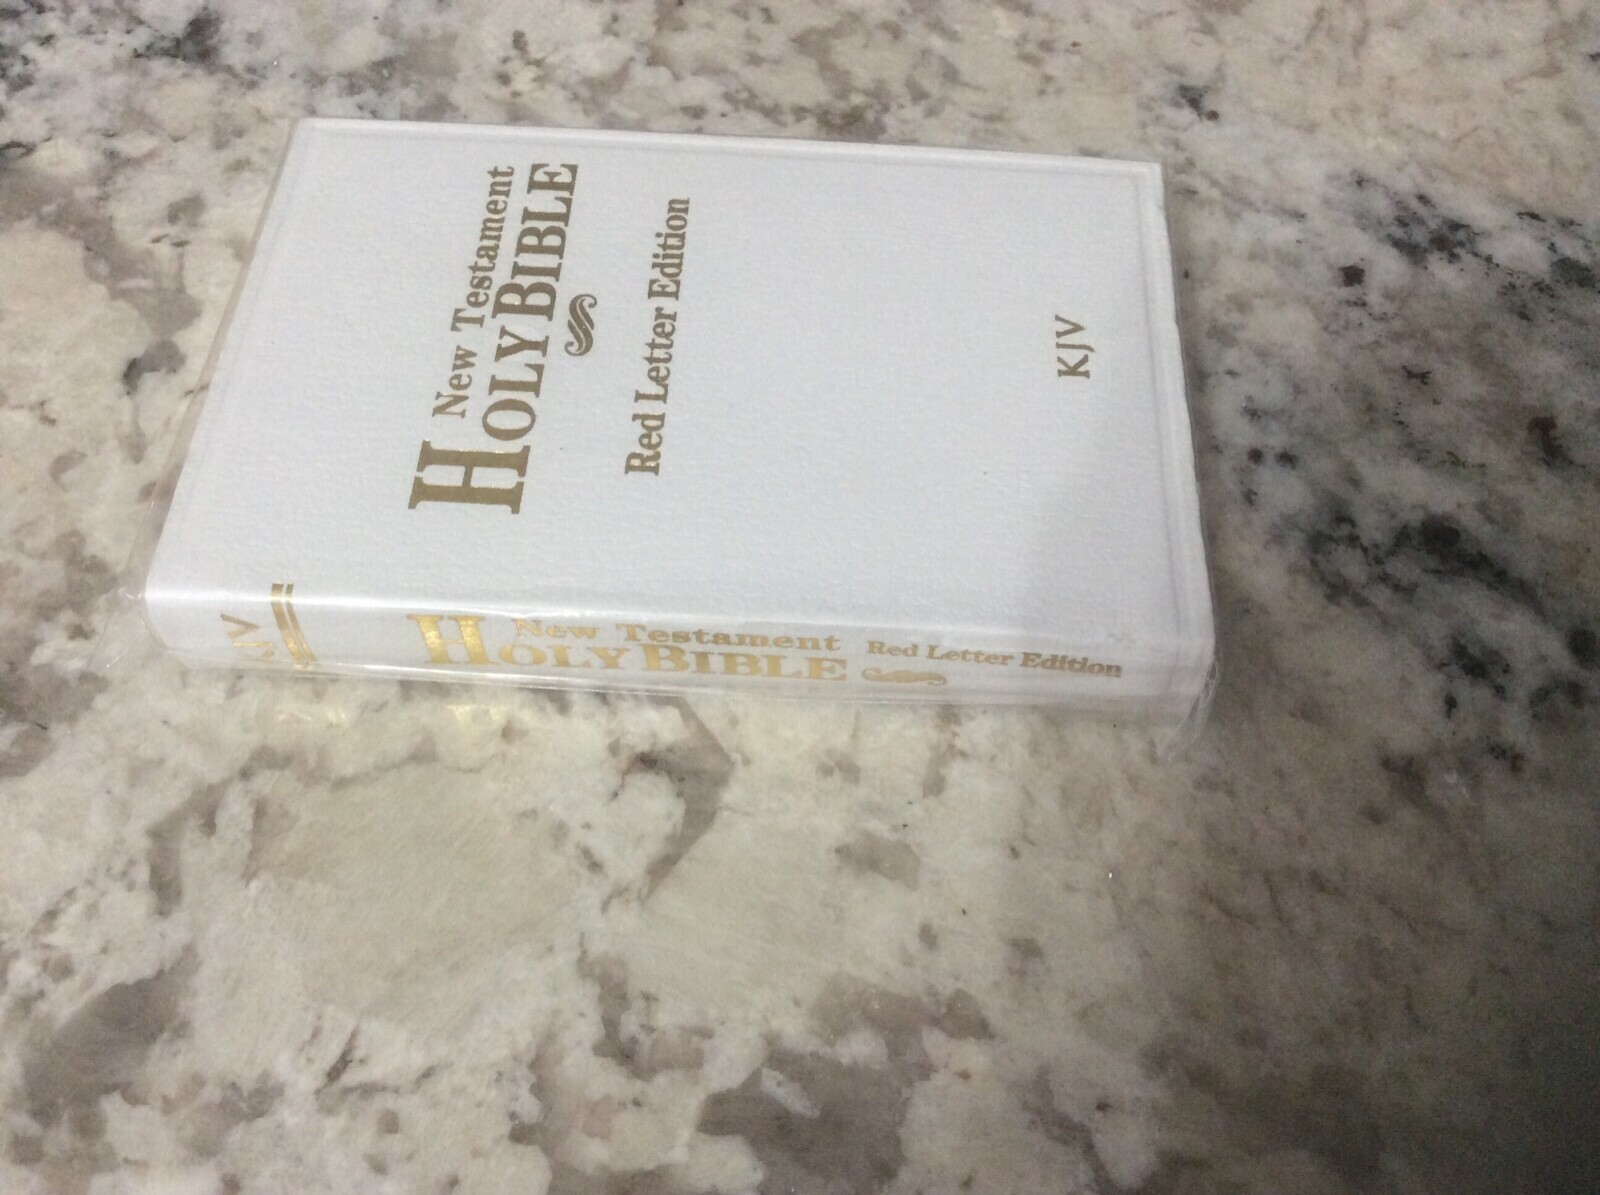 New Testament
HOLY BIBLE
Red Letter Edition
KJV
KJV
New Testament
HOLY BIBLE
Red Letter Edition